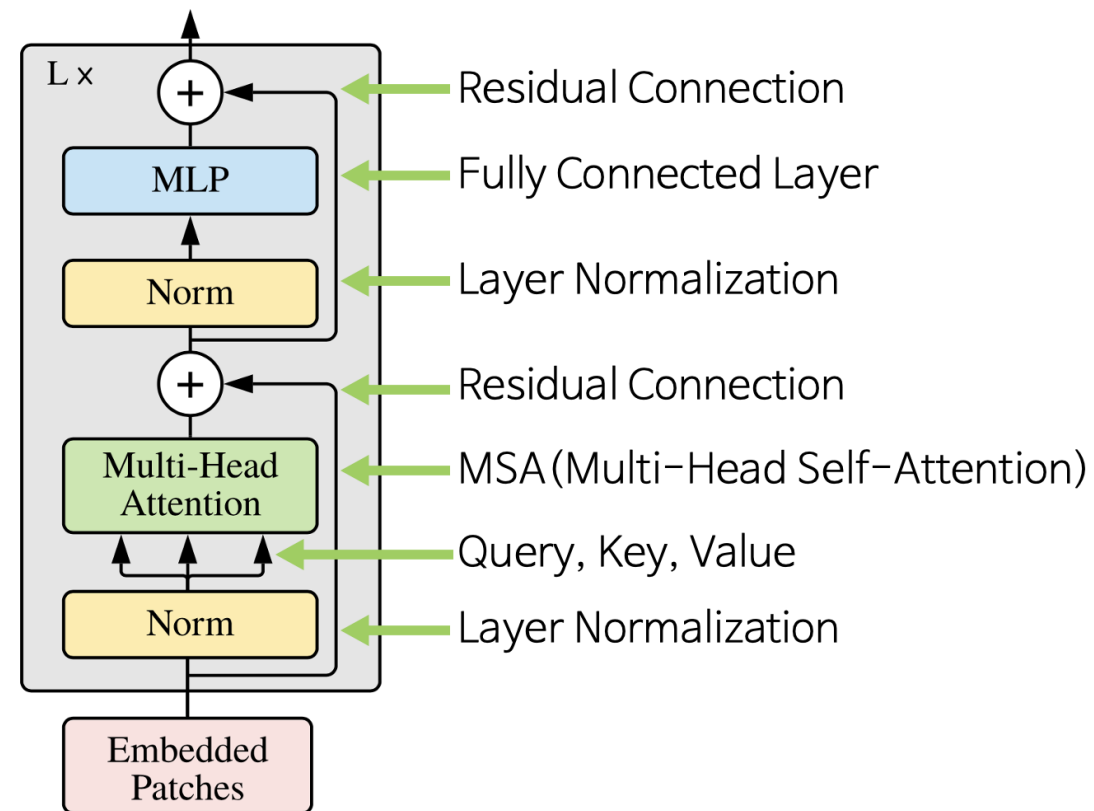 L ×
+
Residual Connection
MLP
Fully Connected Layer
Norm
Layer Normalization
+
Residual Connection
Multi-Head
Attention
MSA(Multi-Head Self-Attention)
Query, Key, Value
Norm
Layer Normalization
Embedded
Patches